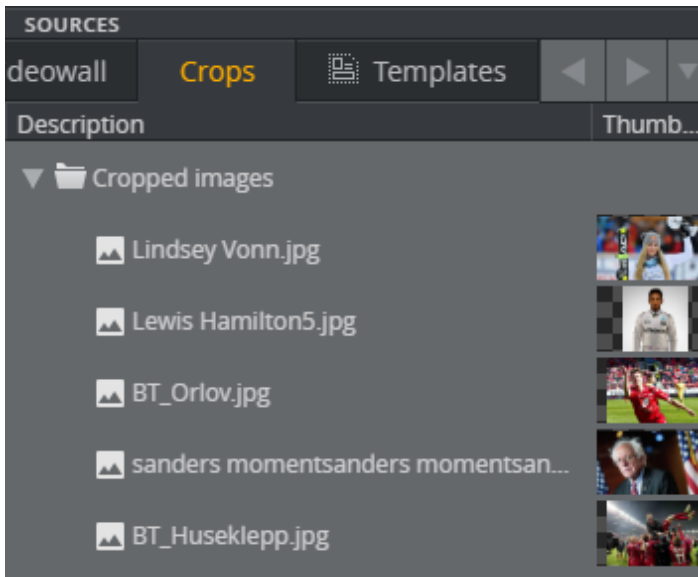 SOURCES
deowall Crops Templates
Description Thumb...
Cropped images
Lindsey Vonn.jpg
Lewis Hamilton5.jpg
BT_Orlov.jpg
sanders momentsanders momentsan...
BT_Huseklepp.jpg